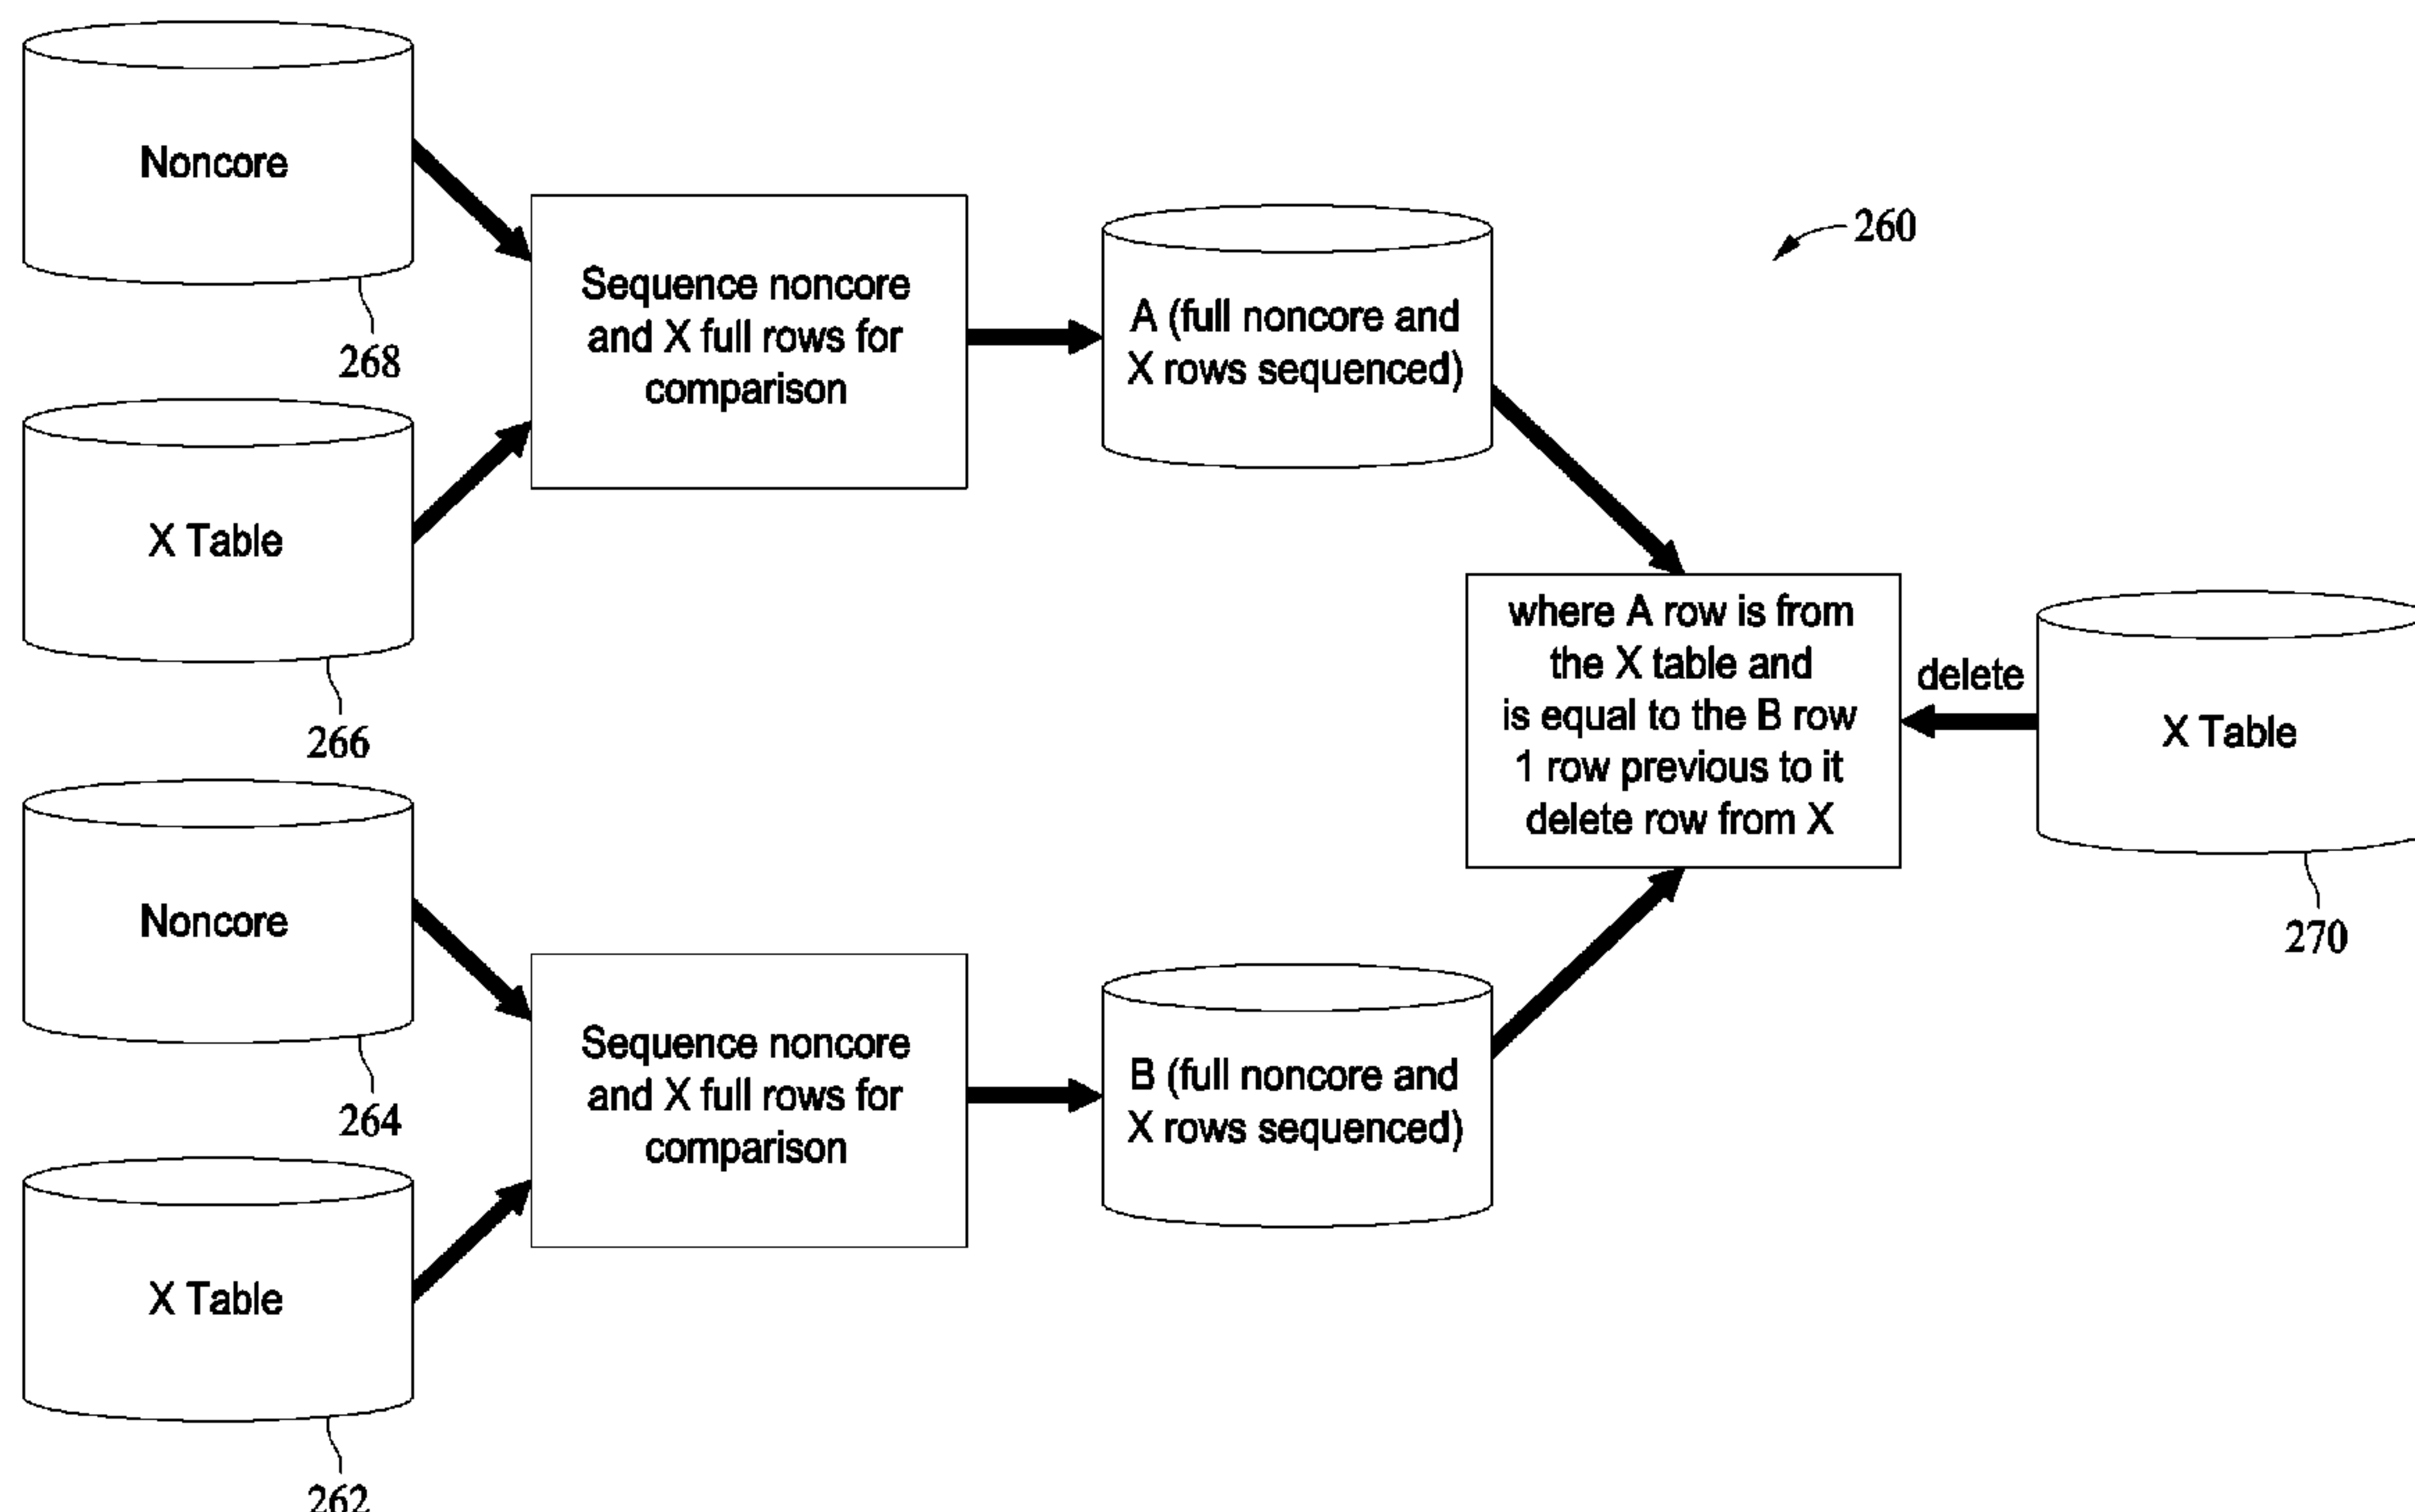 Noncore
268
X Table
266
Sequence noncore
and X full rows for
comparison
A (full noncore and
X rows sequenced)
260
where A row is from
the X table and
is equal to the B row
1 row previous to it
delete row from X
delete
X Table
270
Noncore
264
X Table
262
Sequence noncore
and X full rows for
comparison
B (full noncore and
X rows sequenced)